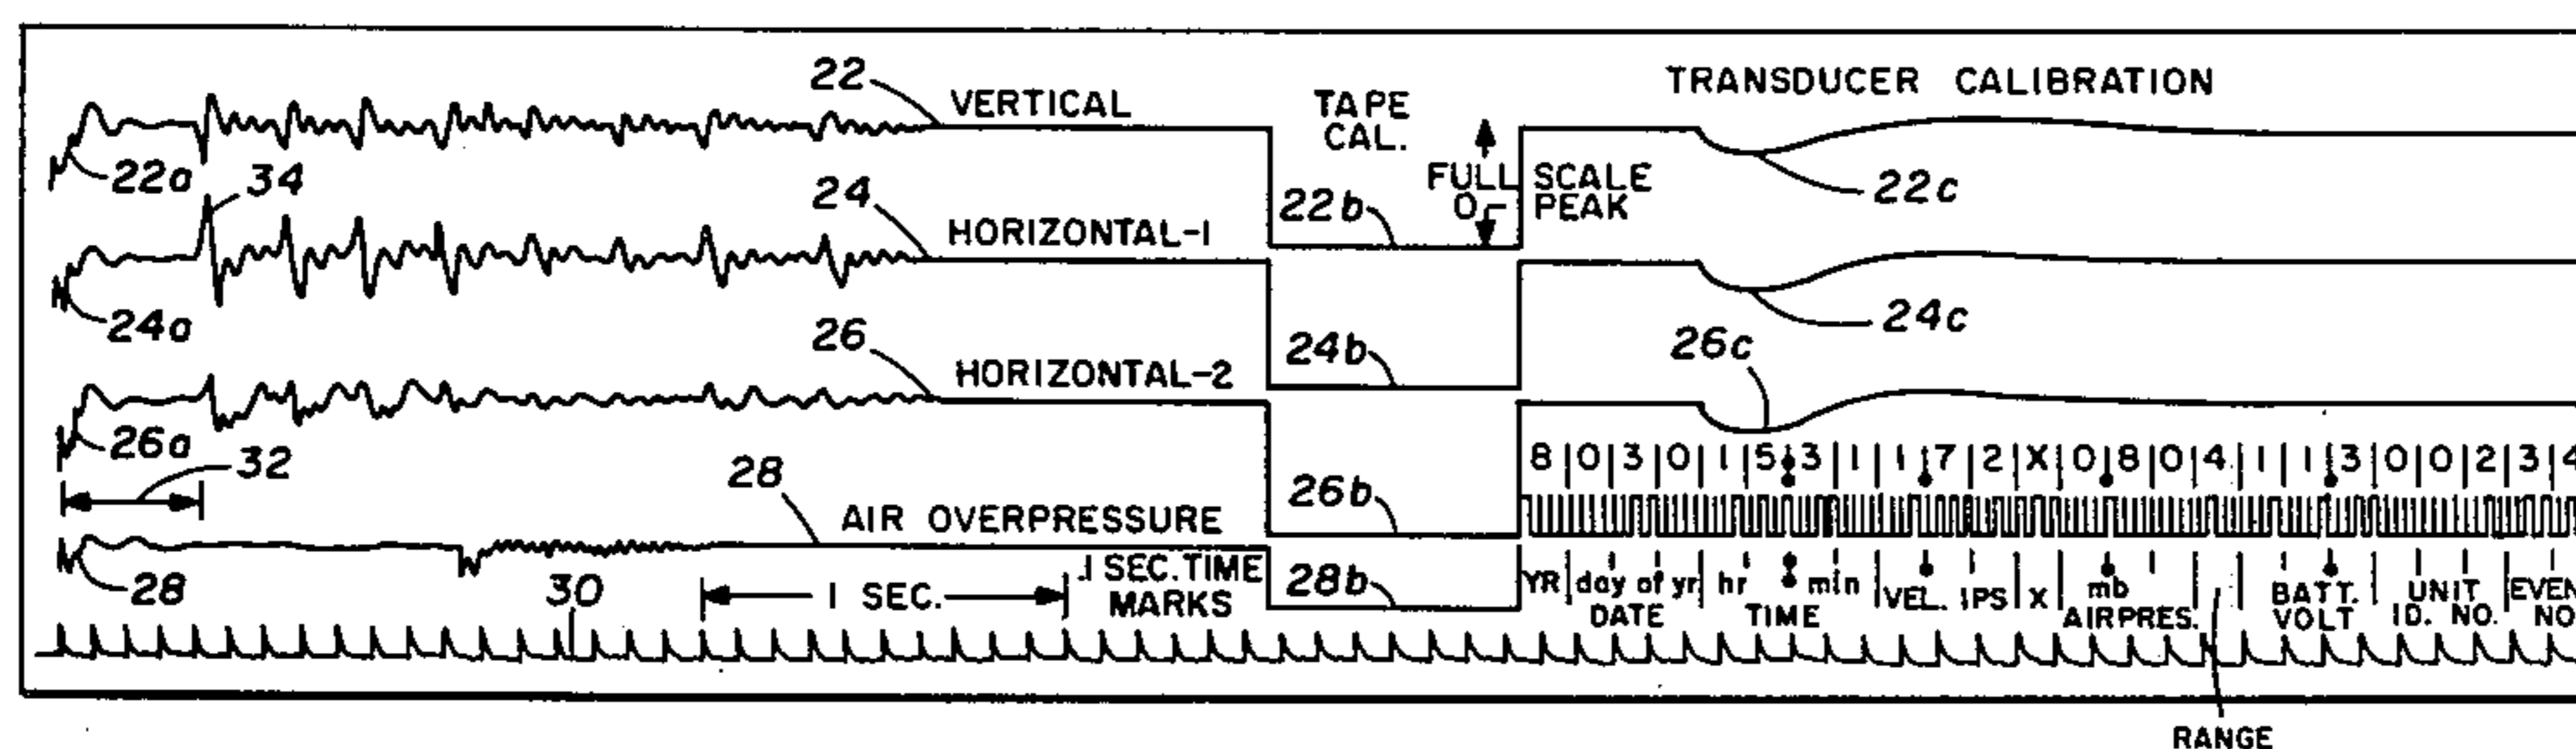 22
VERTICAL
TAPE
CAL.
TRANSDUCER CALIBRATION
22a
34
24
HORIZONTAL-1
22b
FULL SCALE
0 PEAK
22c
24a
26
HORIZONTAL-2
24b
26c
24c
26a
32
28
AIR OVERPRESSURE
26b
8|0|3|0|1|5:3|1|1.7|2|X|0.8|0|4|1|1.3|0|0|2|3|4
28
30
1 SEC.
.1 SEC. TIME
MARKS
28b
YR day of yr hr : min VEL. IPS X mb BATT. UNIT EVEN
DATE TIME AIRPRES. VOLT ID. NO. NO
RANGE